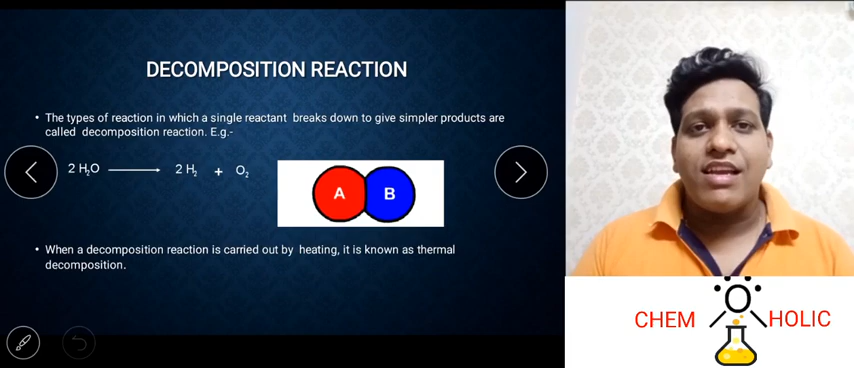 DECOMPOSITION REACTION
• The types of reaction in which a single reactant breaks down to give simpler products are
called decomposition reaction. E.g.-
2 H₂O ⟶ 2 H₂ + O₂
A B
• When a decomposition reaction is carried out by heating, it is known as thermal
decomposition.
CHEM O HOLIC